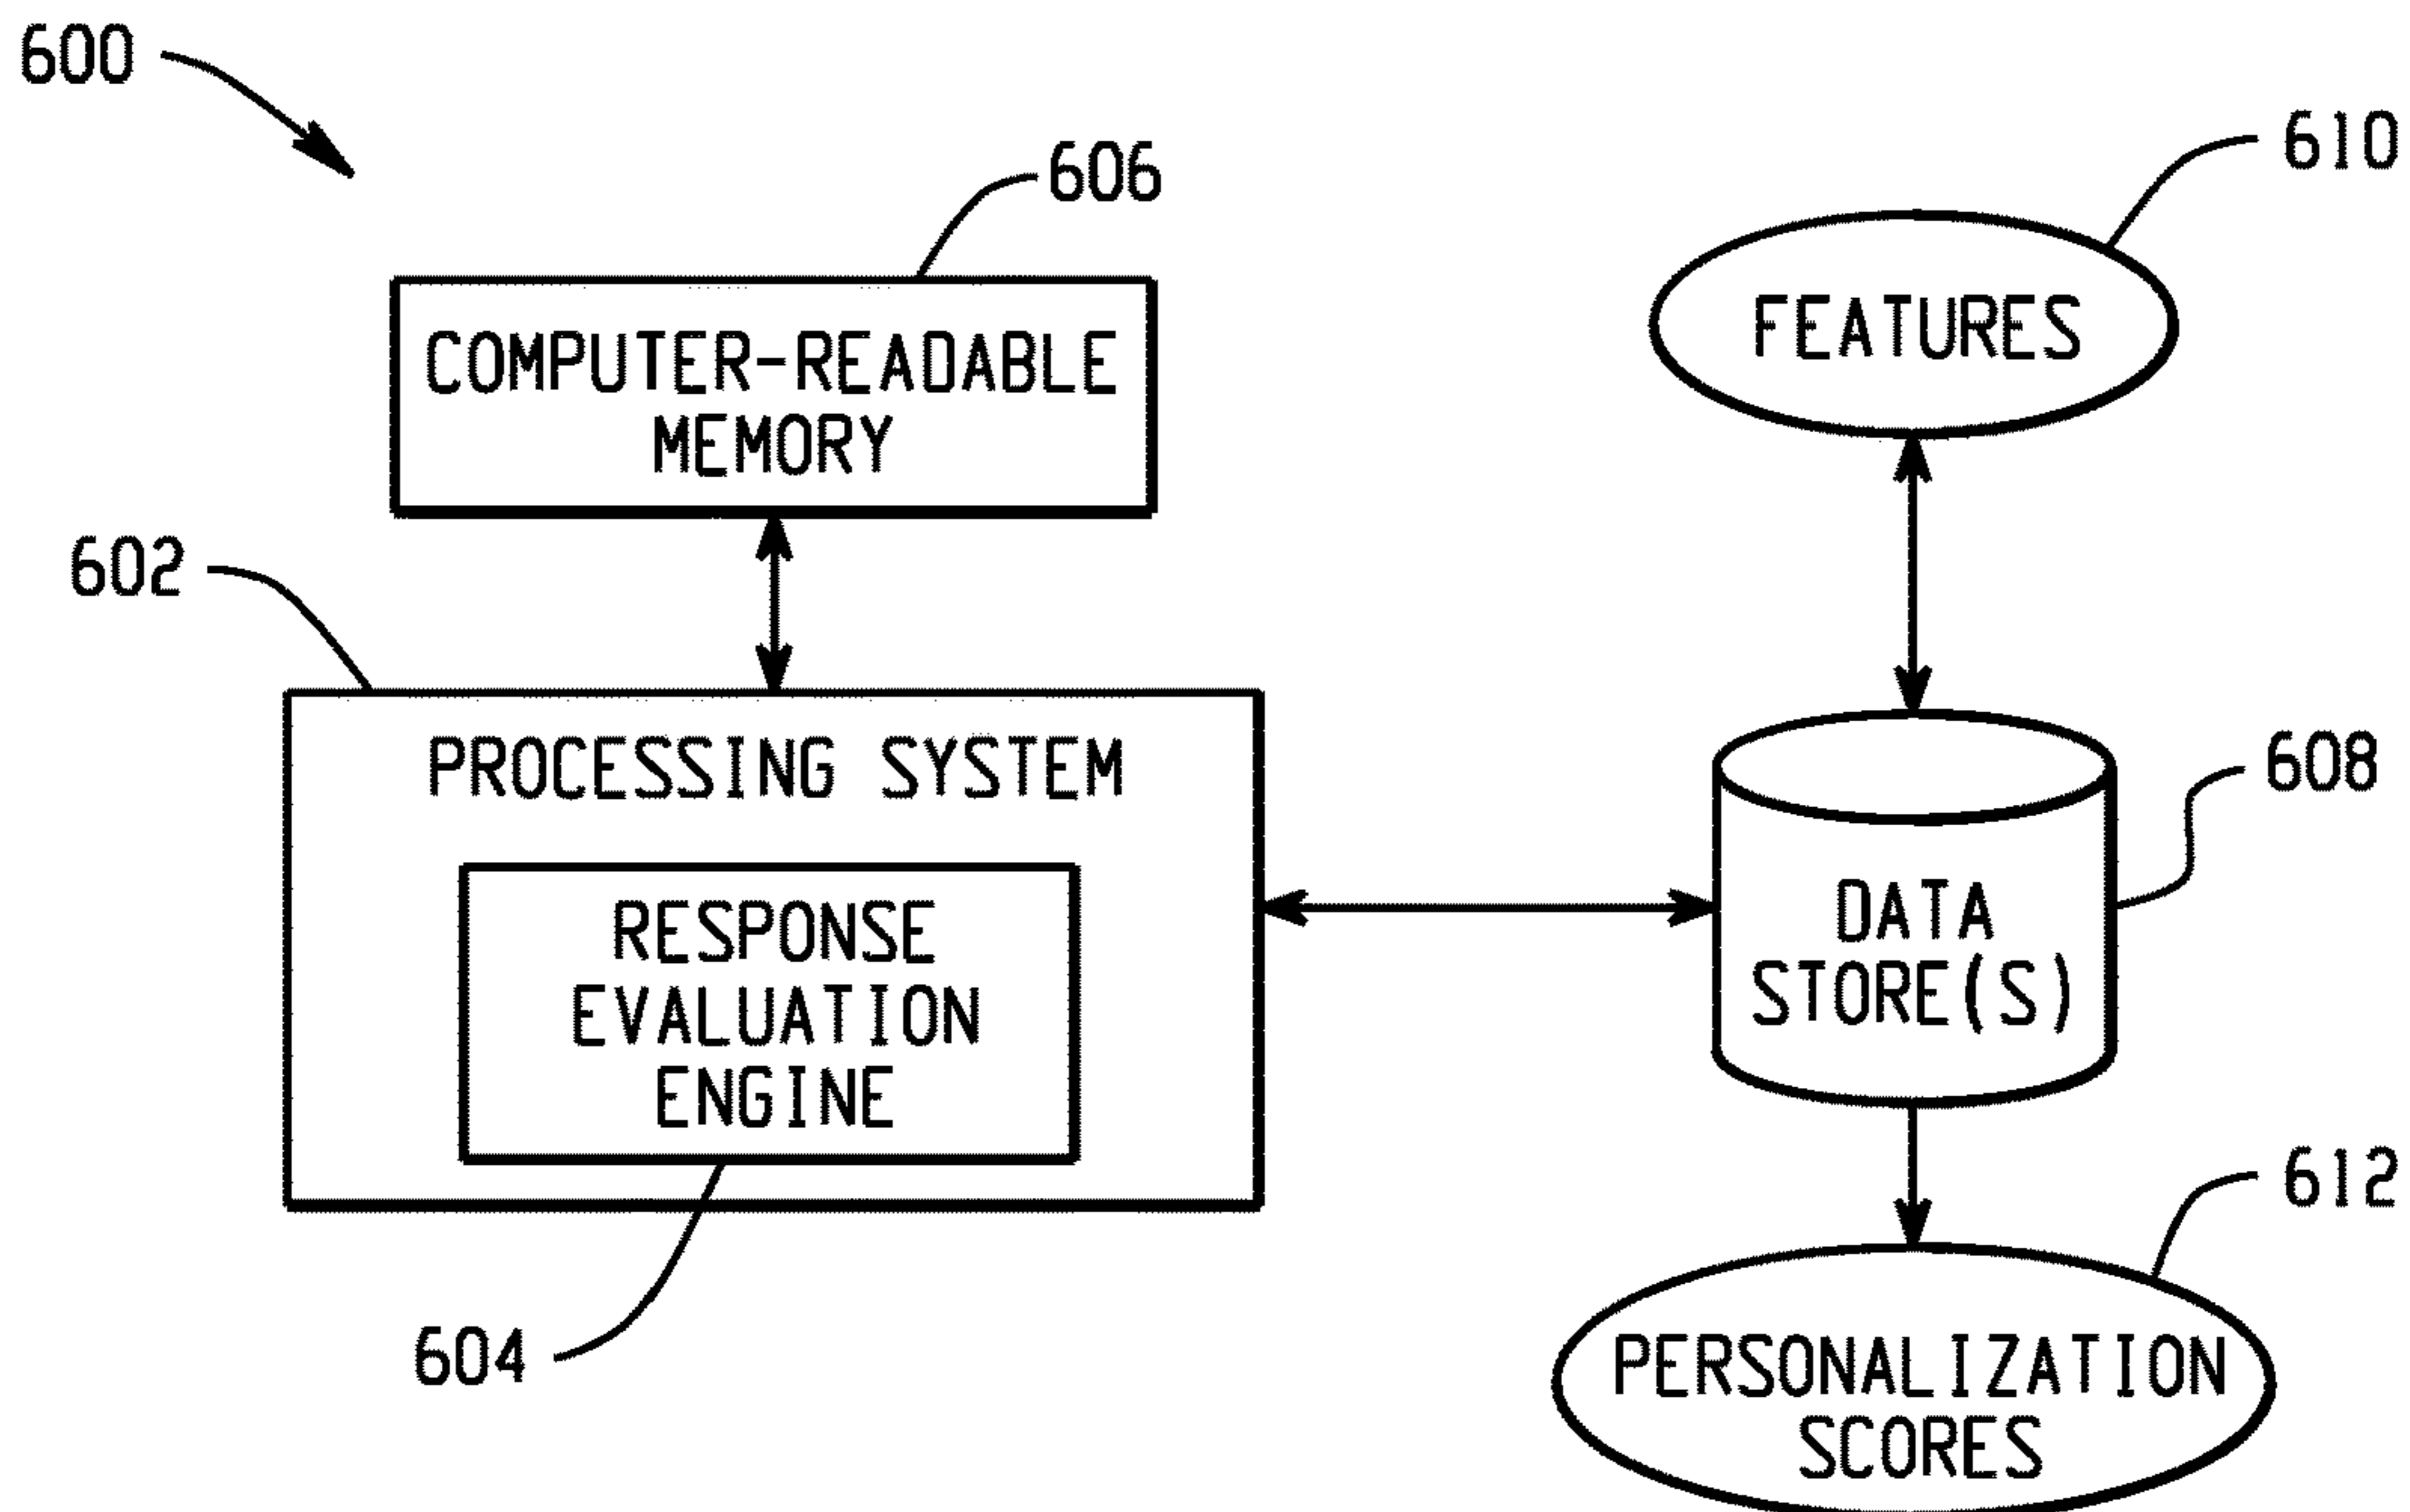 600
606
610
COMPUTER-READABLE
MEMORY
FEATURES
602
PROCESSING SYSTEM
608
RESPONSE
EVALUATION
ENGINE
DATA
STORE(S)
604
612
PERSONALIZATION
SCORES